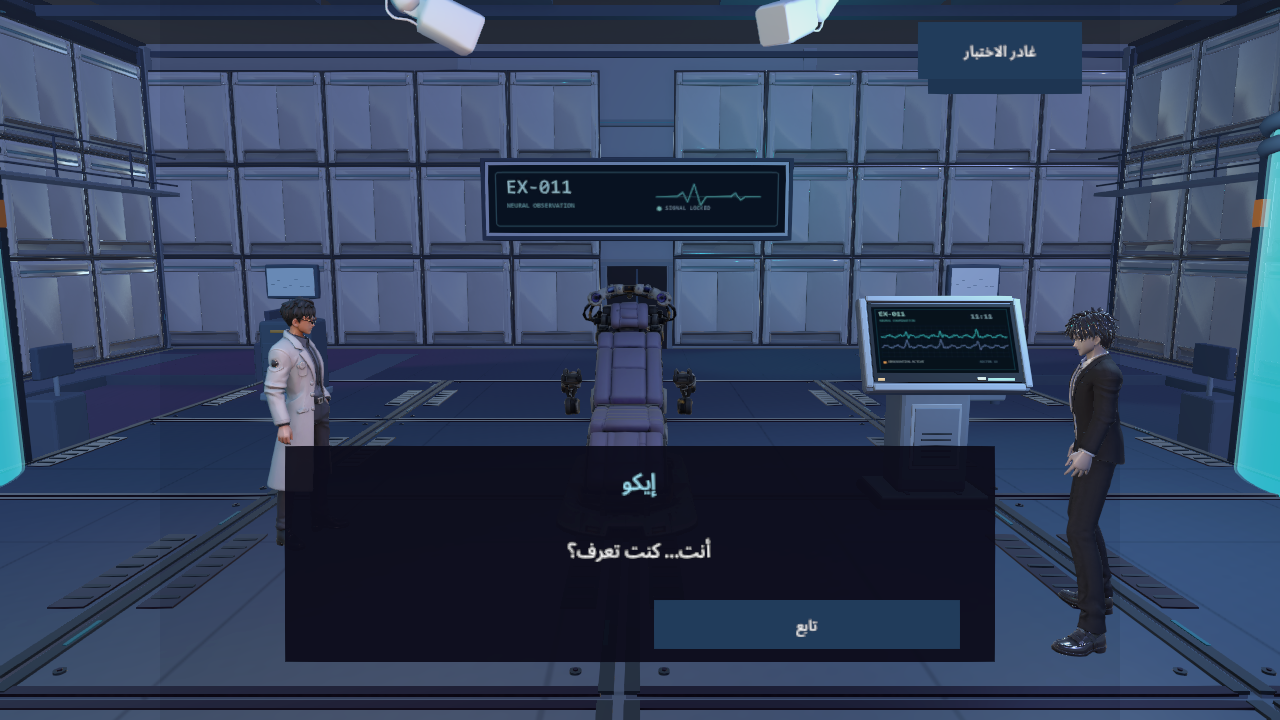 غادر الاختبار
EX-011
NEURAL OBSERVATION
SIGNAL LOCKED
EX-011
11:11
إيكو
أنت... كنت تعرف؟
تابع